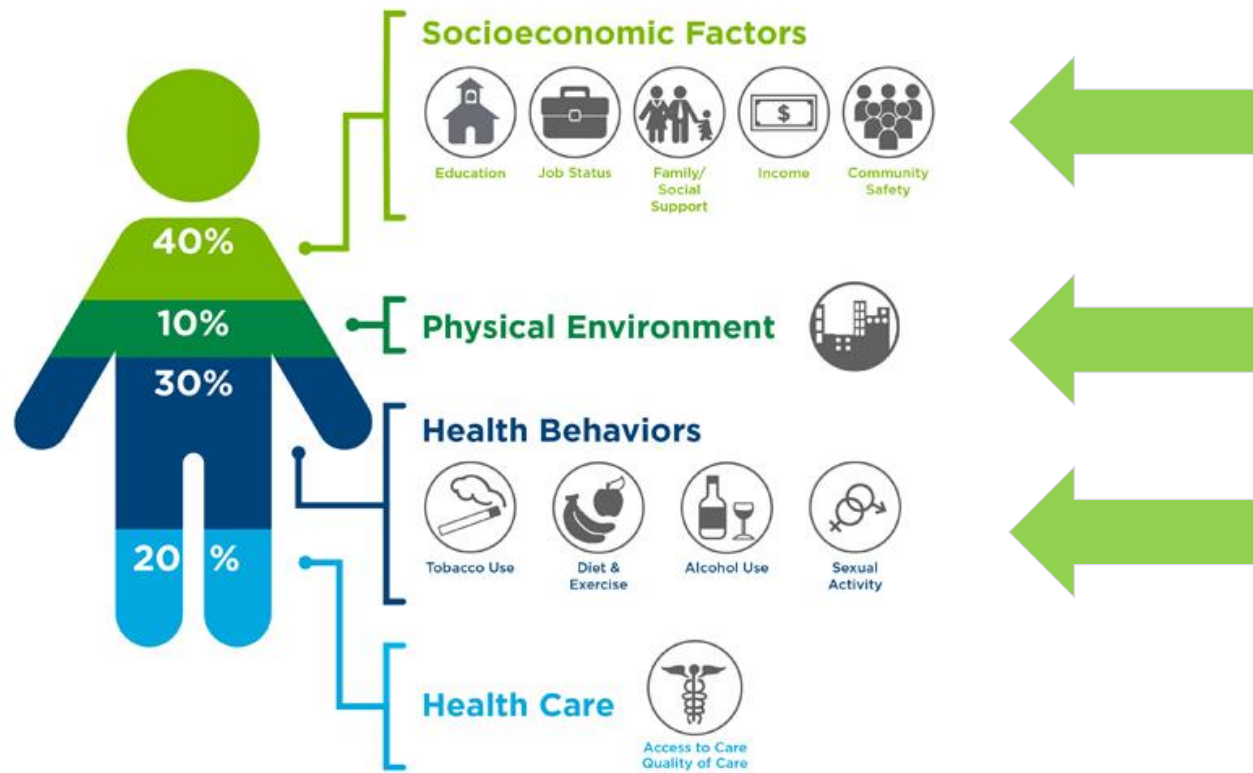 Socioeconomic Factors
$
Education
Job Status
Family/
Social
Support
Income
Community
Safety
40%
10%
Physical Environment
30%
Health Behaviors
Tobacco Use
Diet &
Exercise
Alcohol Use
Sexual
Activity
20 %
Health Care
Access to Care
Quality of Care